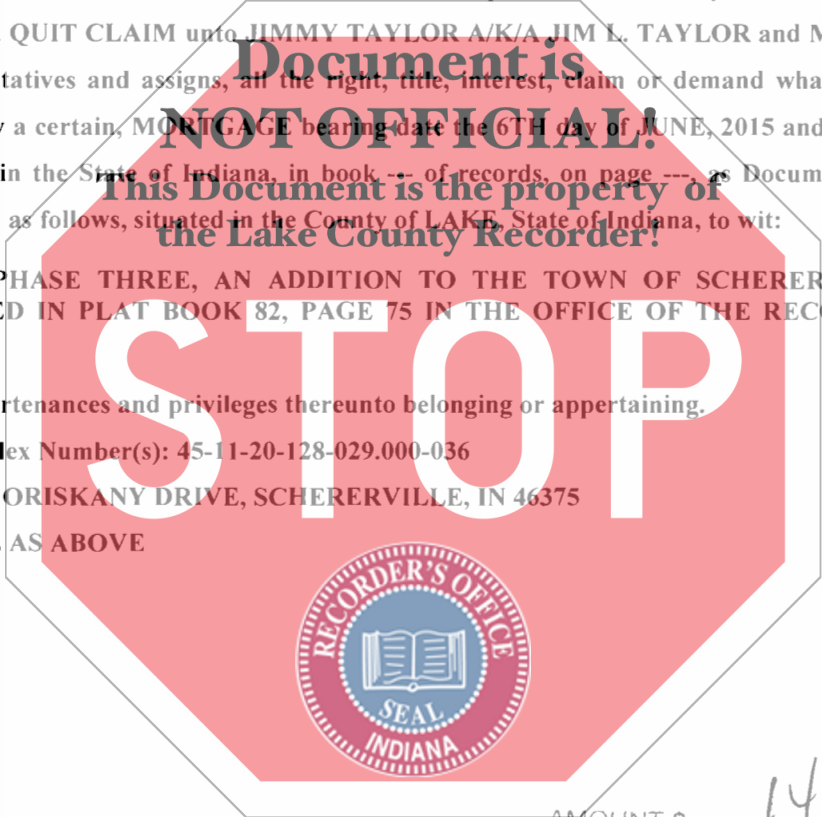 QUIT CLAIM unto JIMMY TAYLOR A/K/A JIM L. TAYLOR and M
Document is
tatives and assigns, all the right, title, interest, claim or demand wha
NOT OFFICIAL!
a certain, MORTGAGE bearing date the 6TH day of JUNE, 2015 and
in the State of Indiana, in book --- of records, on page ---, as Docum
This Document is the property of
as follows, situated in the County of LAKE, State of Indiana, to wit:
the Lake County Recorder!
PHASE THREE, AN ADDITION TO THE TOWN OF SCHERER
ED IN PLAT BOOK 82, PAGE 75 IN THE OFFICE OF THE RECO
STOP
rtenances and privileges thereunto belonging or appertaining.
lex Number(s): 45-11-20-128-029.000-036
ORISKANY DRIVE, SCHERERVILLE, IN 46375
AS ABOVE
RECORDER'S OFFICE
SEAL
INDIANA
AMOUNT $
14